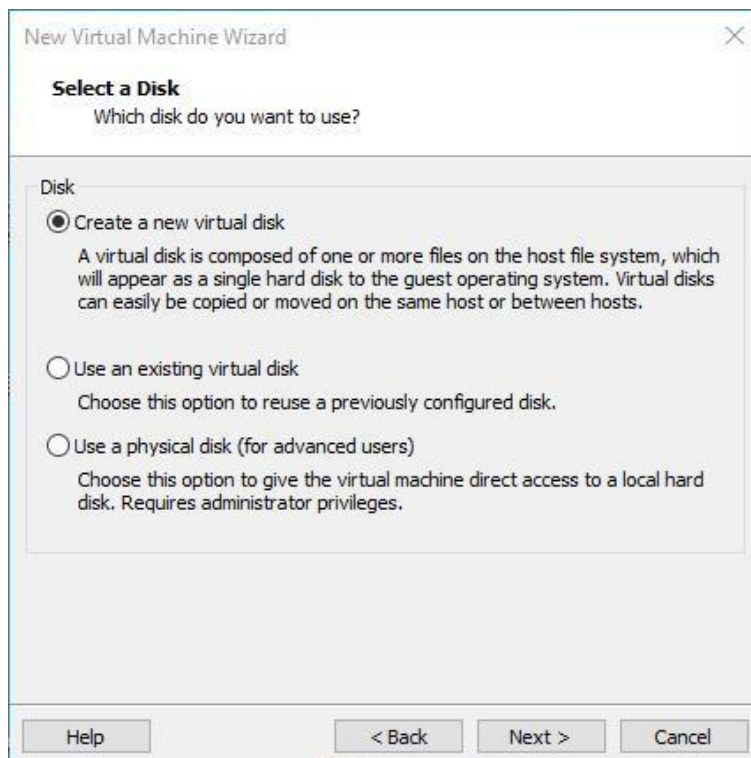 New Virtual Machine Wizard
Select a Disk
Which disk do you want to use?
Disk
Create a new virtual disk
A virtual disk is composed of one or more files on the host file system, which
will appear as a single hard disk to the guest operating system. Virtual disks
can easily be copied or moved on the same host or between hosts.
Use an existing virtual disk
Choose this option to reuse a previously configured disk.
Use a physical disk (for advanced users)
Choose this option to give the virtual machine direct access to a local hard
disk. Requires administrator privileges.
Help
< Back
Next >
Cancel